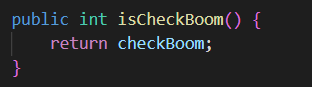 public int isCheckBoom() {
    return checkBoom;
}